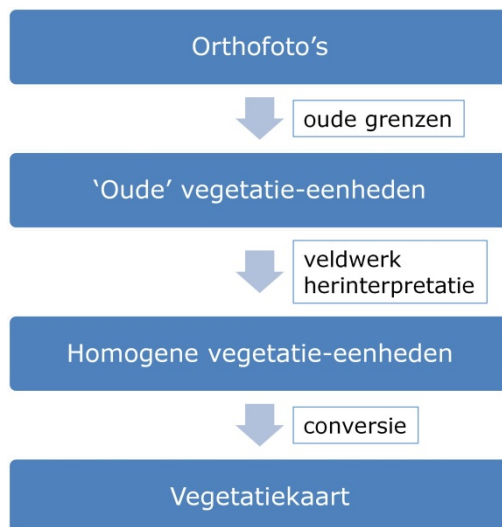 Orthofoto’s
oude grenzen
‘Oude’ vegetatie-eenheden
veldwerk
herinterpretatie
Homogene vegetatie-eenheden
conversie
Vegetatiekaart